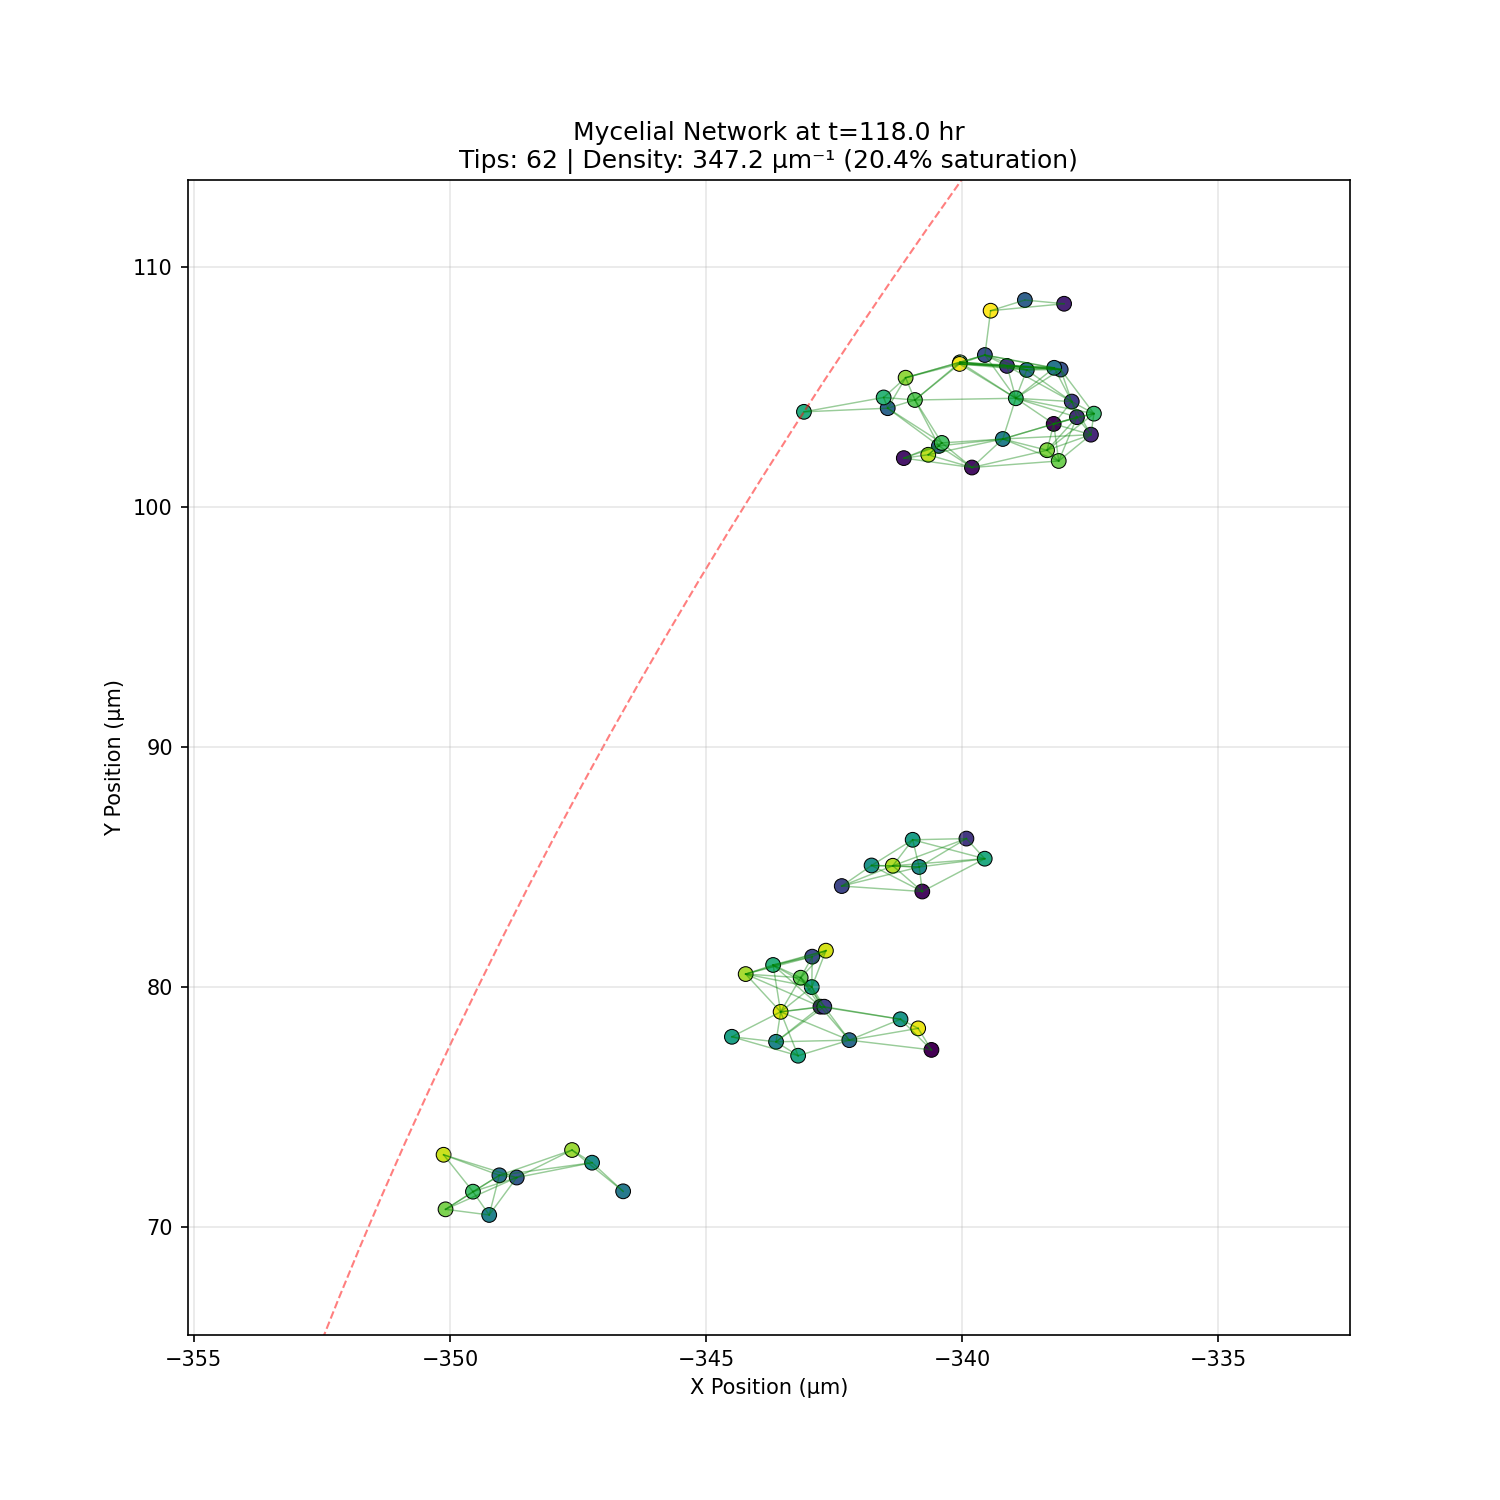 Mycelial Network at t=118.0 hr
Tips: 62 | Density: 347.2 μm⁻¹ (20.4% saturation)
110
100
90
80
70
Y Position (μm)
−355
−350
−345
−340
−335
X Position (μm)